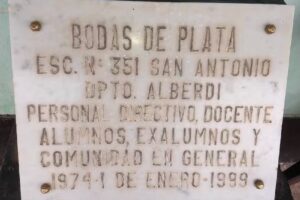 BODAS DE PLATA
ESC. Nº 351 SAN ANTONIO
DPTO. ALBERDI
PERSONAL DIRECTIVO, DOCENTE
ALUMNOS, EXALUMNOS Y
COMUNIDAD EN GENERAL
1974-1 DE ENERO-1999